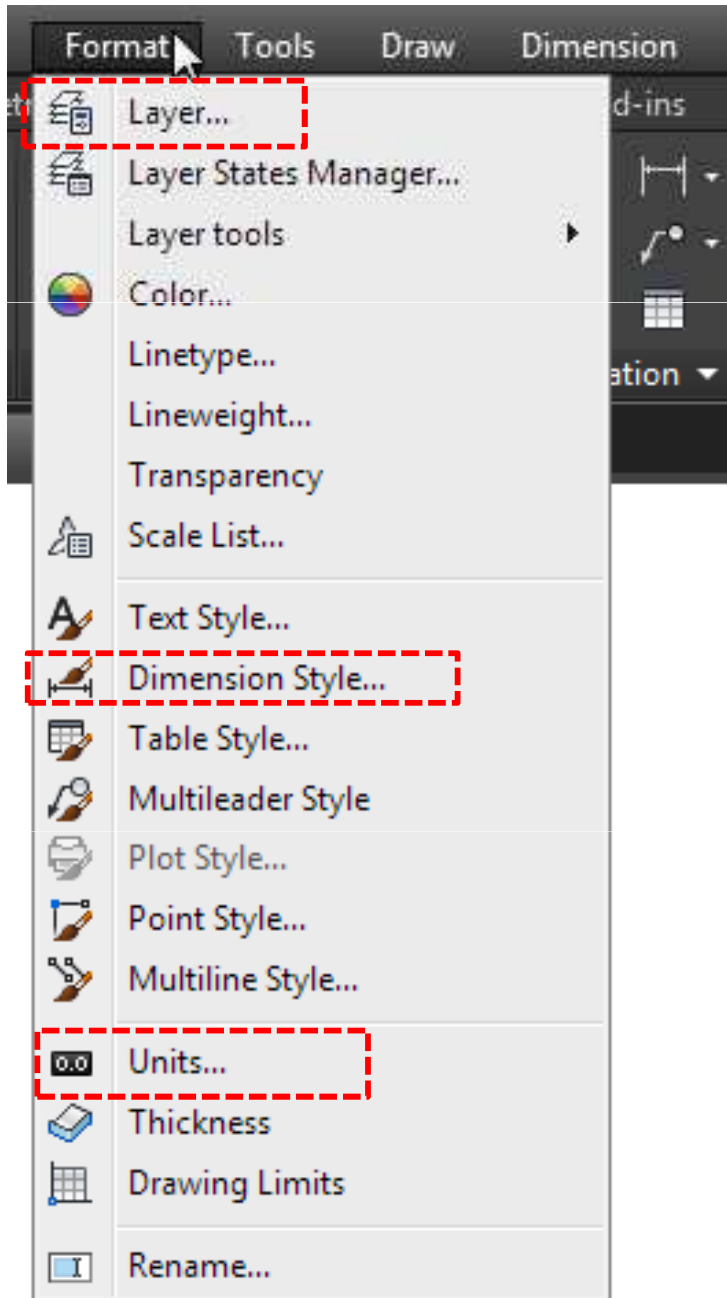 Format Tools Draw Dimension
Layer...
d-ins
Layer States Manager...
Layer tools
Color...
Linetype...
ation
Lineweight...
Transparency
Scale List...
Text Style...
Dimension Style...
Table Style...
Multileader Style
Plot Style...
Point Style...
Multiline Style...
0.0 Units...
Thickness
Drawing Limits
Rename...